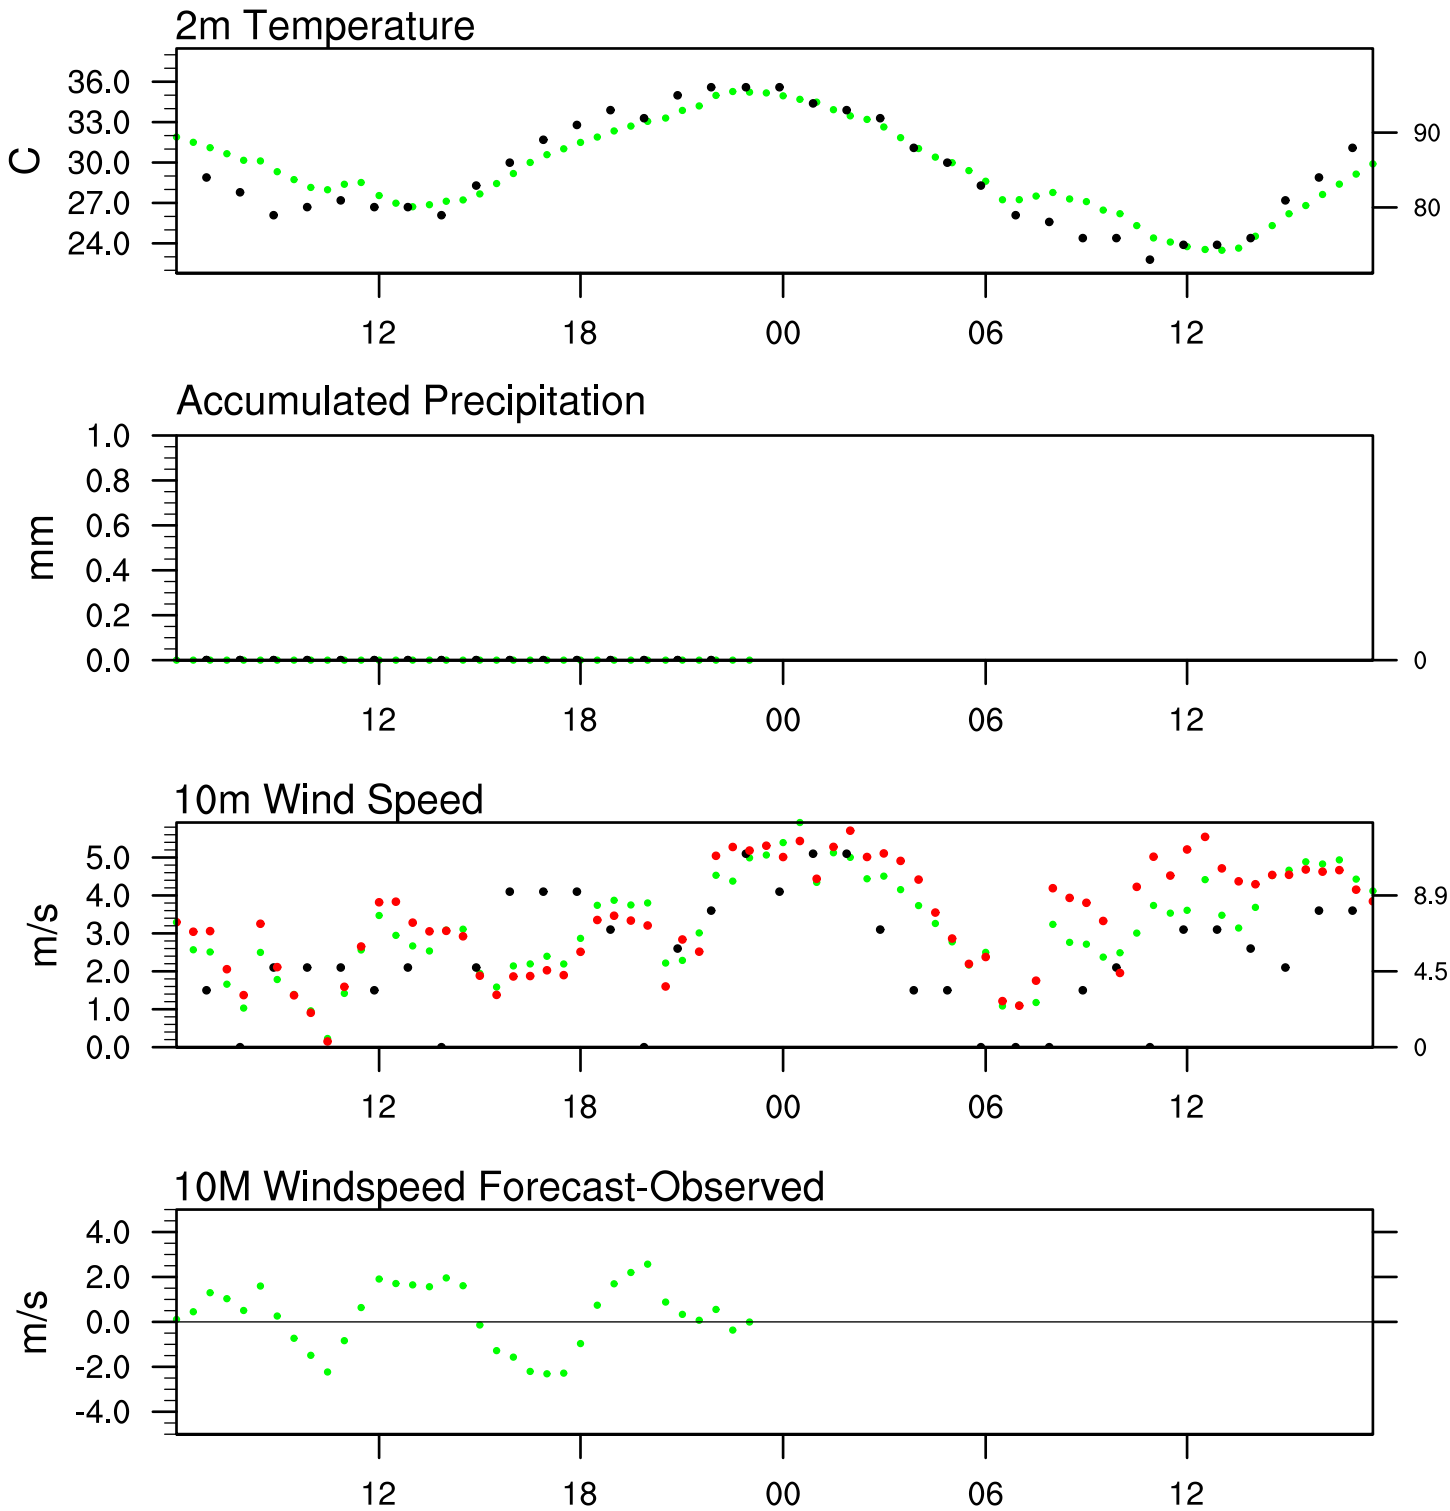 2m Temperature
36.0
33.0
90
C
30.0
27.0
80
24.0
12 18 00 06 12
Accumulated Precipitation
1.0
0.8
0.6
mm
0.4
0.2
0.0
0
12 18 00 06 12
10m Wind Speed
5.0
4.0
8.9
m/s
3.0
2.0
4.5
1.0
0.0
0
12 18 00 06 12
10M Windspeed Forecast-Observed
4.0
2.0
m/s
0.0
-2.0
-4.0
12 18 00 06 12